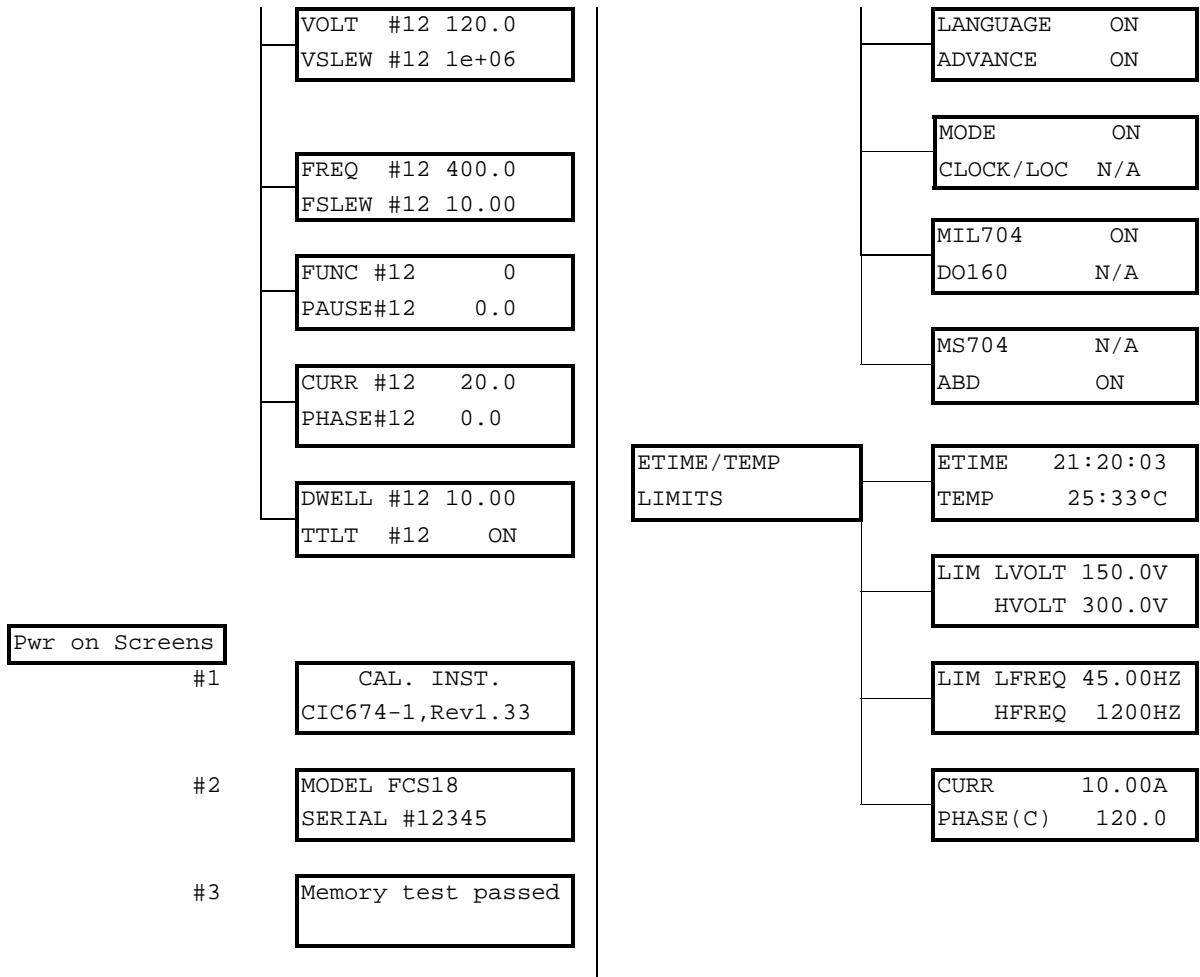 VOLT #12 120.0
VSLEW #12 1e+06
FREQ #12 400.0
FSLEW #12 10.00
FUNC #12 0
PAUSE#12 0.0
CURR #12 20.0
PHASE#12 0.0
DWELL #12 10.00
TTLT #12 ON
Pwr on Screens
#1
CAL. INST.
CIC674-1,Rev1.33
#2
MODEL FCS18
SERIAL #12345
#3
Memory test passed
LANGUAGE ON
ADVANCE ON
MODE ON
CLOCK/LOC N/A
MIL704 ON
DO160 N/A
MS704 N/A
ABD ON
ETIME/TEMP
LIMITS
ETIME 21:20:03
TEMP 25:33°C
LIM LVOLT 150.0V
HVOLT 300.0V
LIM LFREQ 45.00HZ
HFREQ 1200HZ
CURR 10.00A
PHASE(C) 120.0